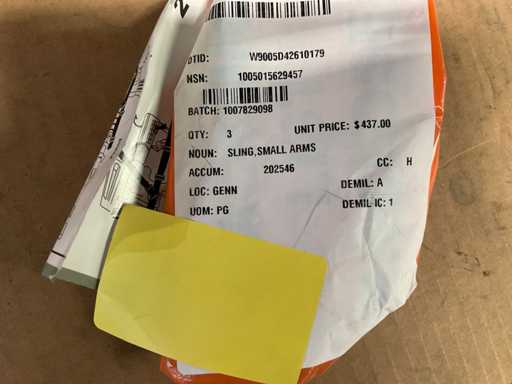 2
DTID: W9005D42610179
NSN: 1005015629457
BATCH: 1007829098
QTY: 3 UNIT PRICE: $437.00
NOUN: SLING,SMALL ARMS
ACCUM: 202546 CC: H
LOC: GENN DEMIL: A
UOM: PG DEMIL IC: 1